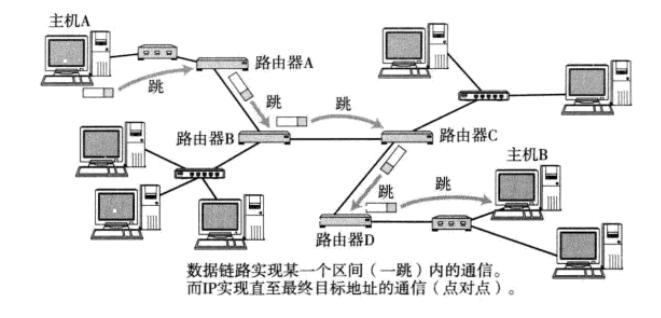 主机A
跳
路由器A
跳
跳
路由器B
路由器C
主机B
跳
跳
路由器D
数据链路实现某一个区间（一跳）内的通信。
而IP实现直至最终目标地址的通信（点对点）。